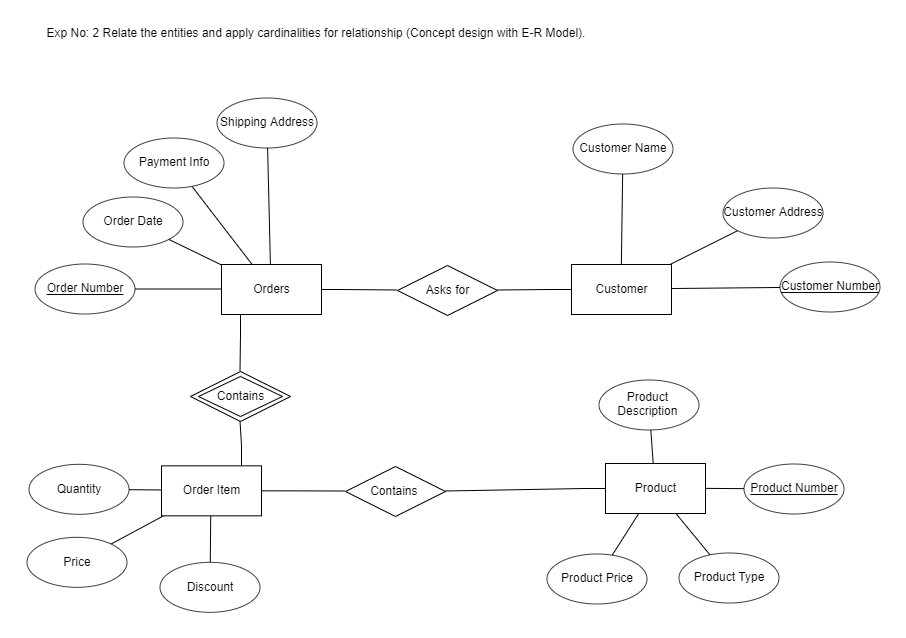 Exp No: 2 Relate the entities and apply cardinalities for relationship (Concept design with E-R Model).
Shipping Address
Customer Name
Payment Info
Customer Address
Order Date
Order Number
Orders
Asks for
Customer
Customer Number
Contains
Product
Description
Quantity
Order Item
Contains
Product
Product Number
Price
Discount
Product Price
Product Type